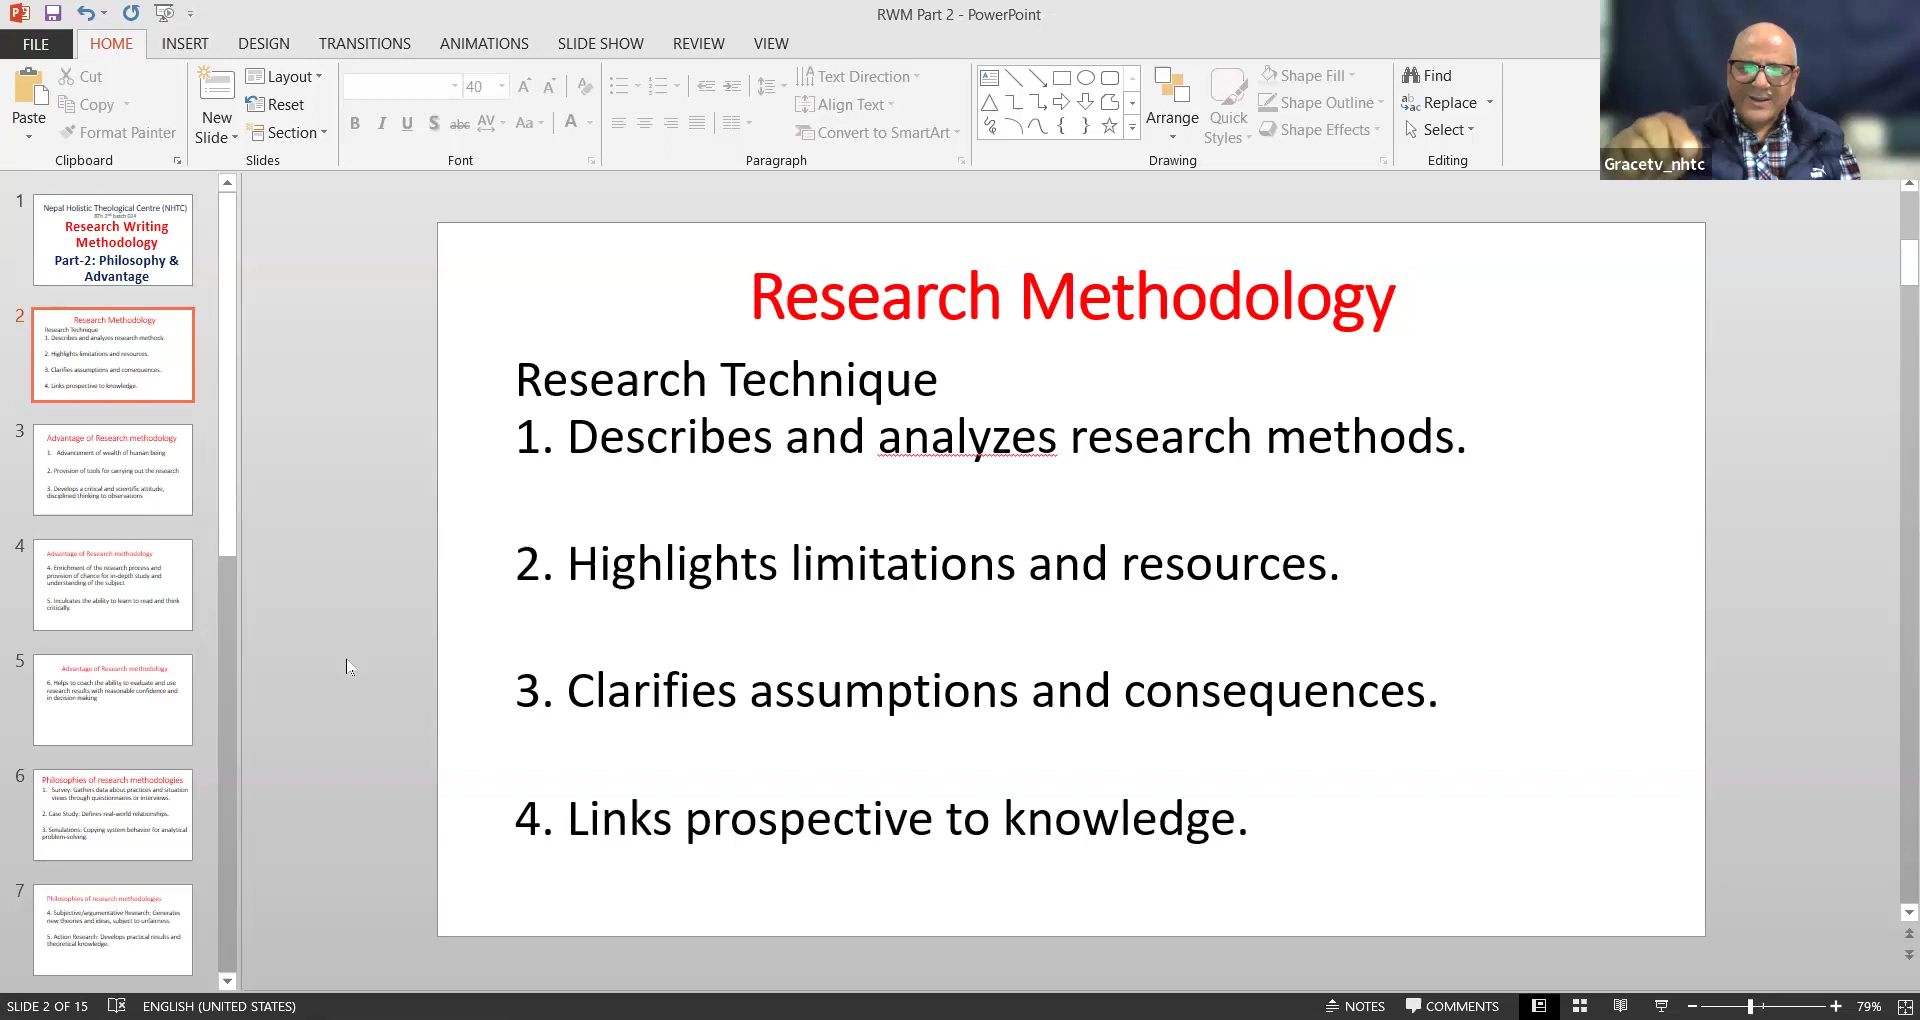 RWM Part 2 - PowerPoint
FILE
HOME
INSERT
DESIGN
TRANSITIONS
ANIMATIONS
SLIDE SHOW
REVIEW
VIEW
Paste
Cut
Copy
Format Painter
Clipboard
New
Slide
Layout
Reset
Section
Slides
40
Font
Text Direction
Align Text
Convert to SmartArt
Paragraph
Arrange
Quick
Styles
Shape Fill
Shape Outline
Shape Effects
Drawing
Find
Replace
Select
Editing
Gracetv_nhtc
1
Nepal Holistic Theological Centre (NHTC)
BTh 2nd batch 024
Research Writing
Methodology
Part-2: Philosophy &
Advantage
2
Research Methodology
Research Technique
1. Describes and analyzes research methods.
2. Highlights limitations and resources.
3. Clarifies assumptions and consequences.
4. Links prospective to knowledge.
3
Advantage of Research methodology
1. Advancement of wealth of human being
2. Provision of tools for carrying out the research
3. Develops a critical and scientific attitude,
disciplined thinking to observations
4
Advantage of Research methodology
4. Enrichment of the research process and
provision of chance for in-depth study and
understanding of the subject
5. Inculcates the ability to learn to read and think
critically.
5
Advantage of Research methodology
6. Helps to coach the ability to evaluate and use
research results with reasonable confidence and
in decision making
6
Philosophies of research methodologies
1. Survey: Gathers data about practices and situation
views through questionnaires or interviews.
2. Case Study: Defines real-world relationships.
3. Simulations: Copying system behavior for analytical
problem-solving.
7
Philosophies of research methodologies
4. Subjective/argumentative Research: Generates
new theories and ideas, subject to unfairness.
5. Action Research: Develops practical results and
theoretical knowledge.
Research Methodology
Research Technique
1. Describes and analyzes research methods.
2. Highlights limitations and resources.
3. Clarifies assumptions and consequences.
4. Links prospective to knowledge.
SLIDE 2 OF 15
ENGLISH (UNITED STATES)
NOTES
COMMENTS
79%